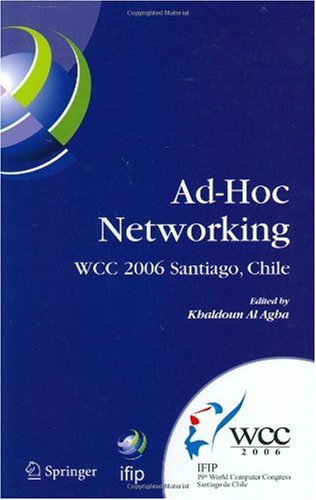 Ad-Hoc
Networking
WCC 2006 Santiago, Chile
Edited by
Khaldoun Al Agha
WCC
2006
IFIP
19th World Computer Congress
Santiago de Chile
Springer
ifip